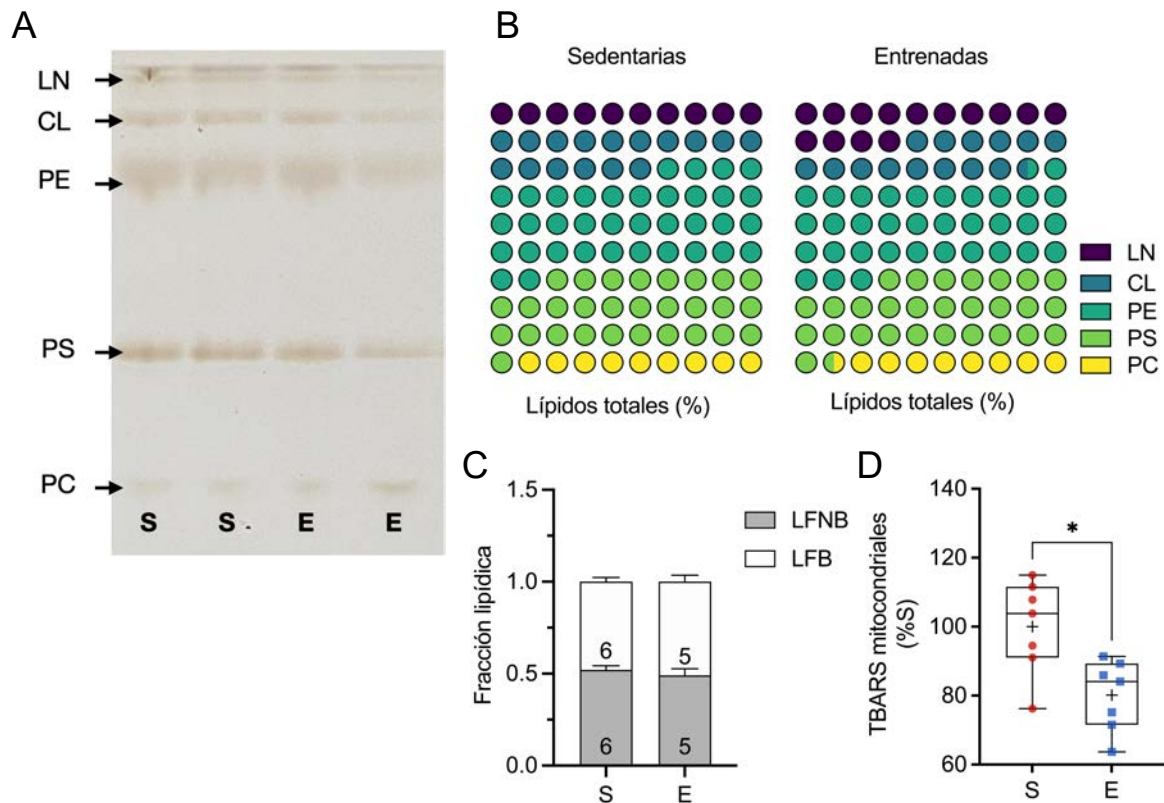 A
LN
CL
PE
PS
PC
S S E E
B
Sedentarias Entrenadas
Lípidos totales (%) Lípidos totales (%)
LN
CL
PE
PS
PC
C
Fracción lipídica
1.5
1.0
0.5
0.0
6 5
6 5
S E
LFNB
LFB
D
TBARS mitocondriales
(%S)
140
120
100
80
60
*
S E